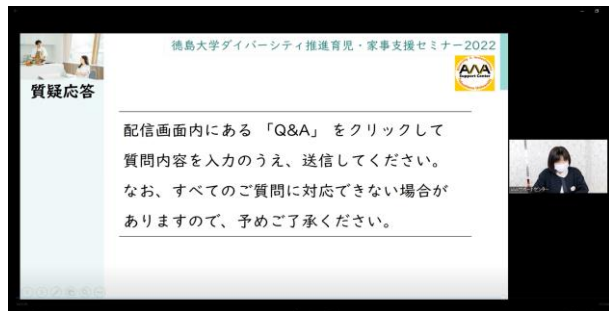 徳島大学ダイバーシティ推進育児・家事支援セミナー2022
AWA
Support Center
質疑応答
配信画面内にある 「Q&A」 をクリックして
質問内容を入力のうえ、送信してください。
なお、すべてのご質問に対応できない場合が
ありますので、予めご了承ください。